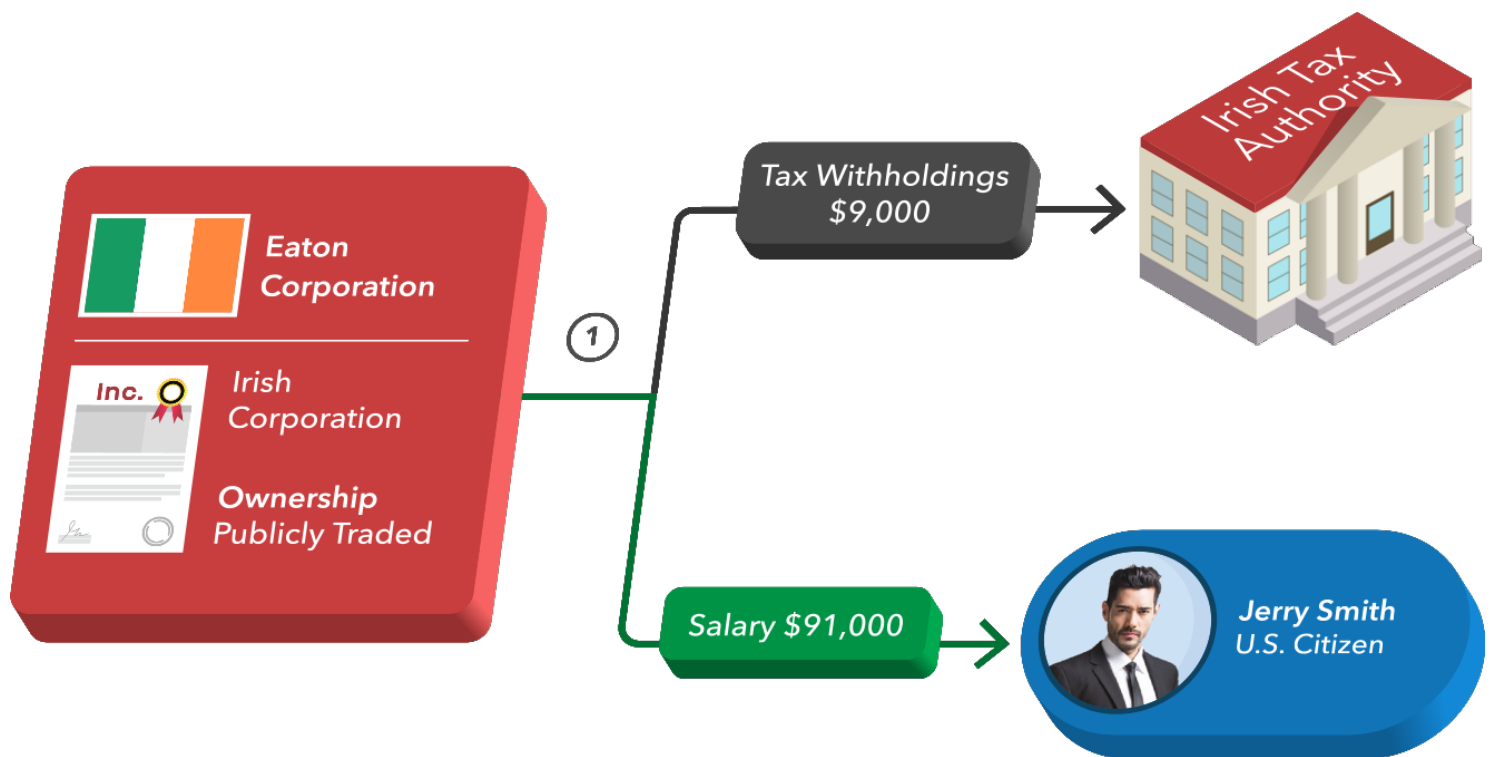 Eaton
Corporation
Inc.
Irish
Corporation
Ownership
Publicly Traded
1
Tax Withholdings
$9,000
Irish Tax
Authority
Salary $91,000
Jerry Smith
U.S. Citizen